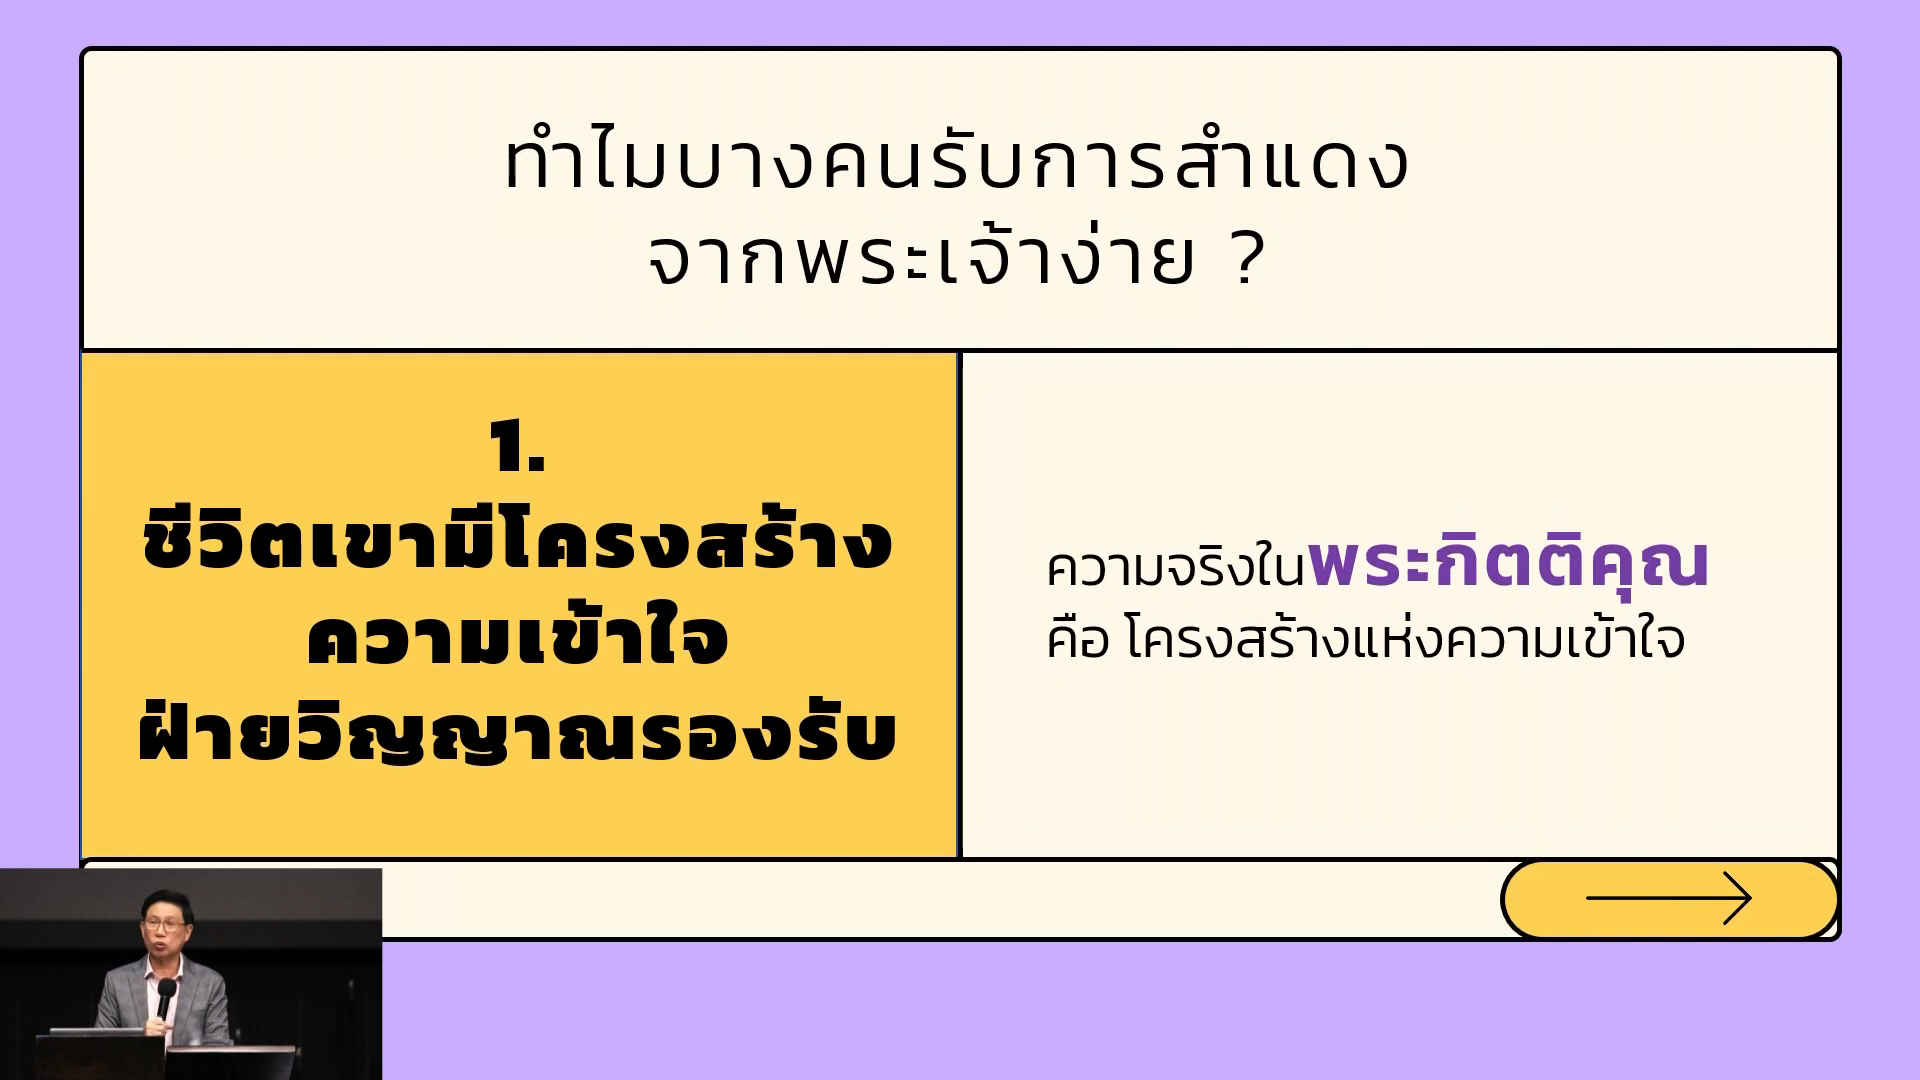 ทำไมบางคนรับการสำแดง
จากพระเจ้าง่าย ?
1.
ชีวิตเขามีโครงสร้าง
ความเข้าใจ
ฝ่ายวิญญาณรองรับ
ความจริงในพระกิตติคุณ
คือ โครงสร้างแห่งความเข้าใจ